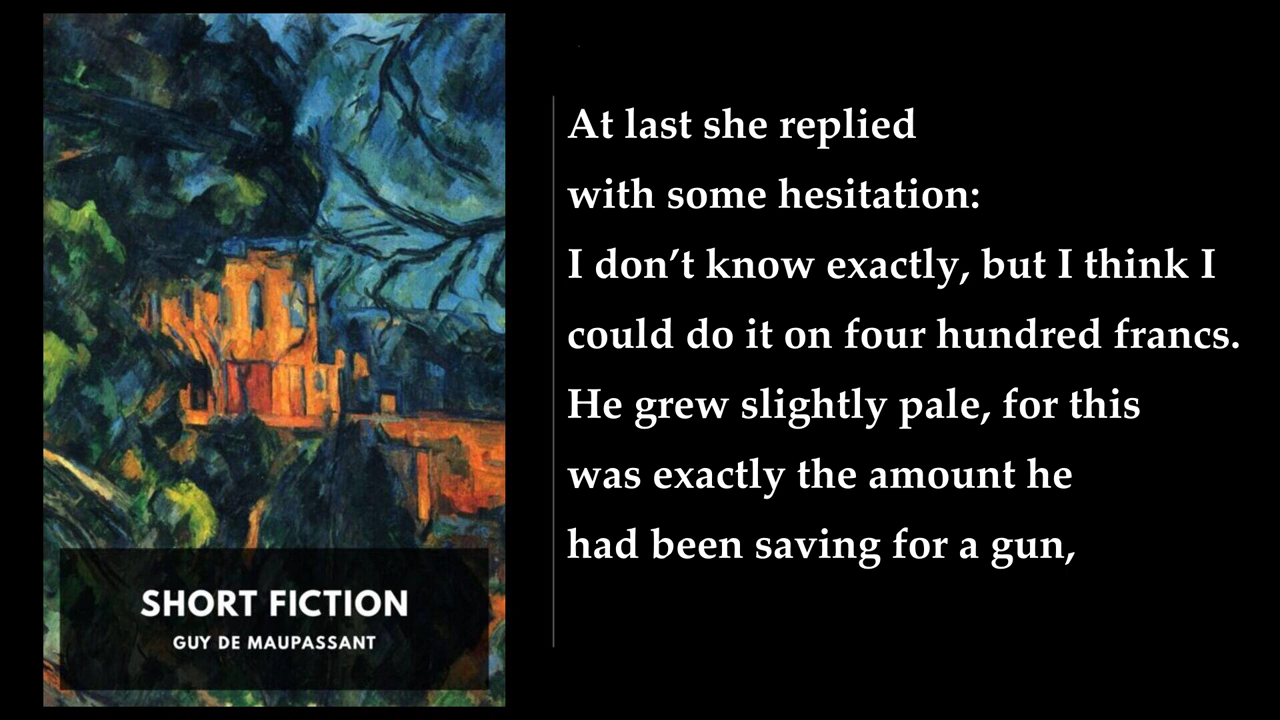 SHORT FICTION
GUY DE MAUPASSANT
At last she replied
with some hesitation:
I don’t know exactly, but I think I
could do it on four hundred francs.
He grew slightly pale, for this
was exactly the amount he
had been saving for a gun,